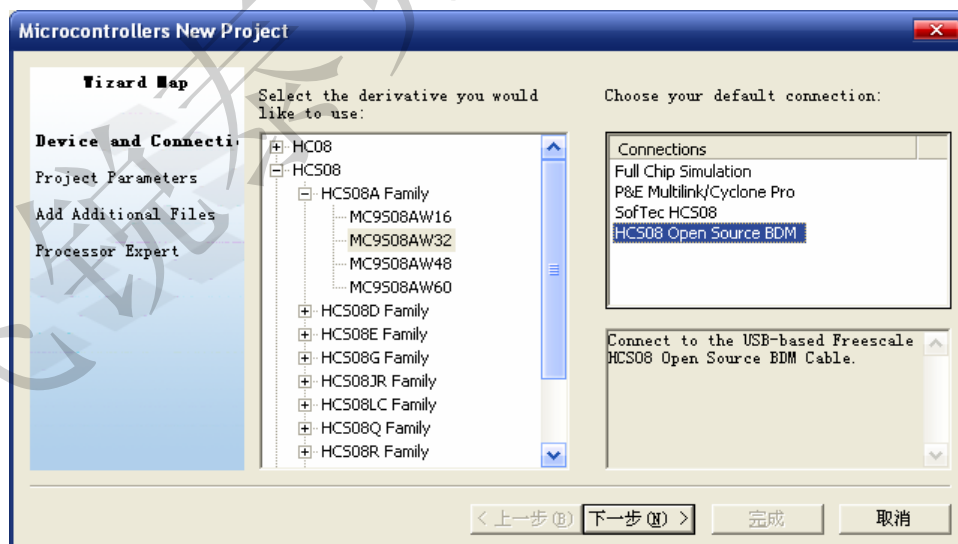 Microcontrollers New Project
Wizard Map
Device and Connecti
Project Parameters
Add Additional Files
Processor Expert
Select the derivative you would
like to use:
HC08
HCS08
HCS08A Family
MC9S08AW16
MC9S08AW32
MC9S08AW48
MC9S08AW60
HCS08D Family
HCS08E Family
HCS08G Family
HCS08JR Family
HCS08LC Family
HCS08Q Family
HCS08R Family
Choose your default connection:
Connections
Full Chip Simulation
P&E Multilink/Cyclone Pro
SofTec HCS08
HCS08 Open Source BDM
Connect to the USB-based Freescale
HCS08 Open Source BDM Cable.
< 上一步(B)
下一步(N) >
完成
取消